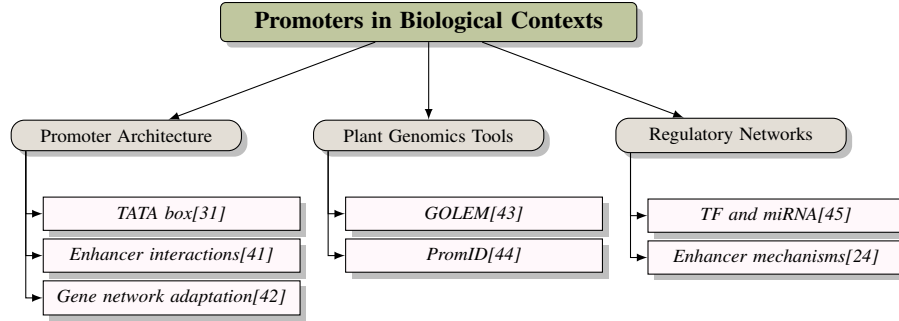 Promoters in Biological Contexts
Promoter Architecture
TATA box[31]
Enhancer interactions[41]
Gene network adaptation[42]
Plant Genomics Tools
GOLEM[43]
PromID[44]
Regulatory Networks
TF and miRNA[45]
Enhancer mechanisms[24]